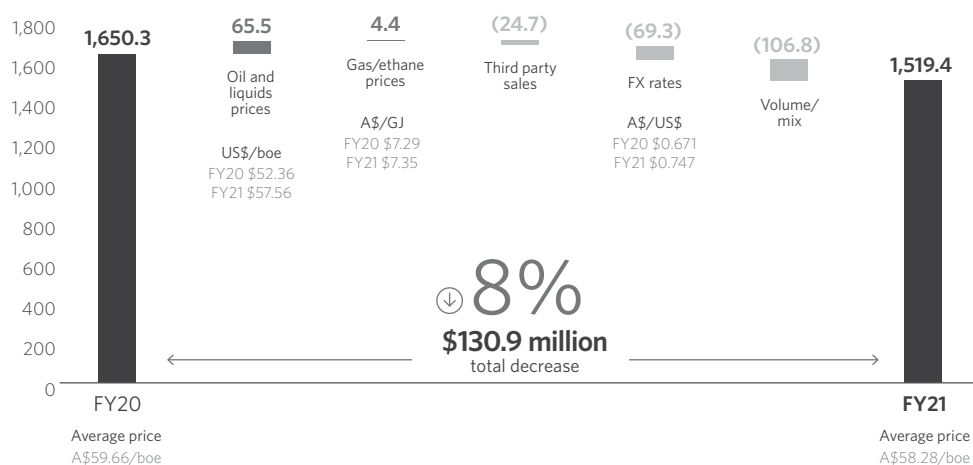 1,800
1,600
1,400
1,200
1,000
800
600
400
200
0
1,650.3
65.5
Oil and
liquids
prices
US$/boe
FY20 $52.36
FY21 $57.56
4.4
Gas/ethane
prices
A$/GJ
FY20 $7.29
FY21 $7.35
(24.7)
Third party
sales
(69.3)
FX rates
A$/US$
FY20 $0.671
FY21 $0.747
(106.8)
Volume/
mix
1,519.4
8%
$130.9 million
total decrease
FY20
Average price
A$59.66/boe
FY21
Average price
A$58.28/boe